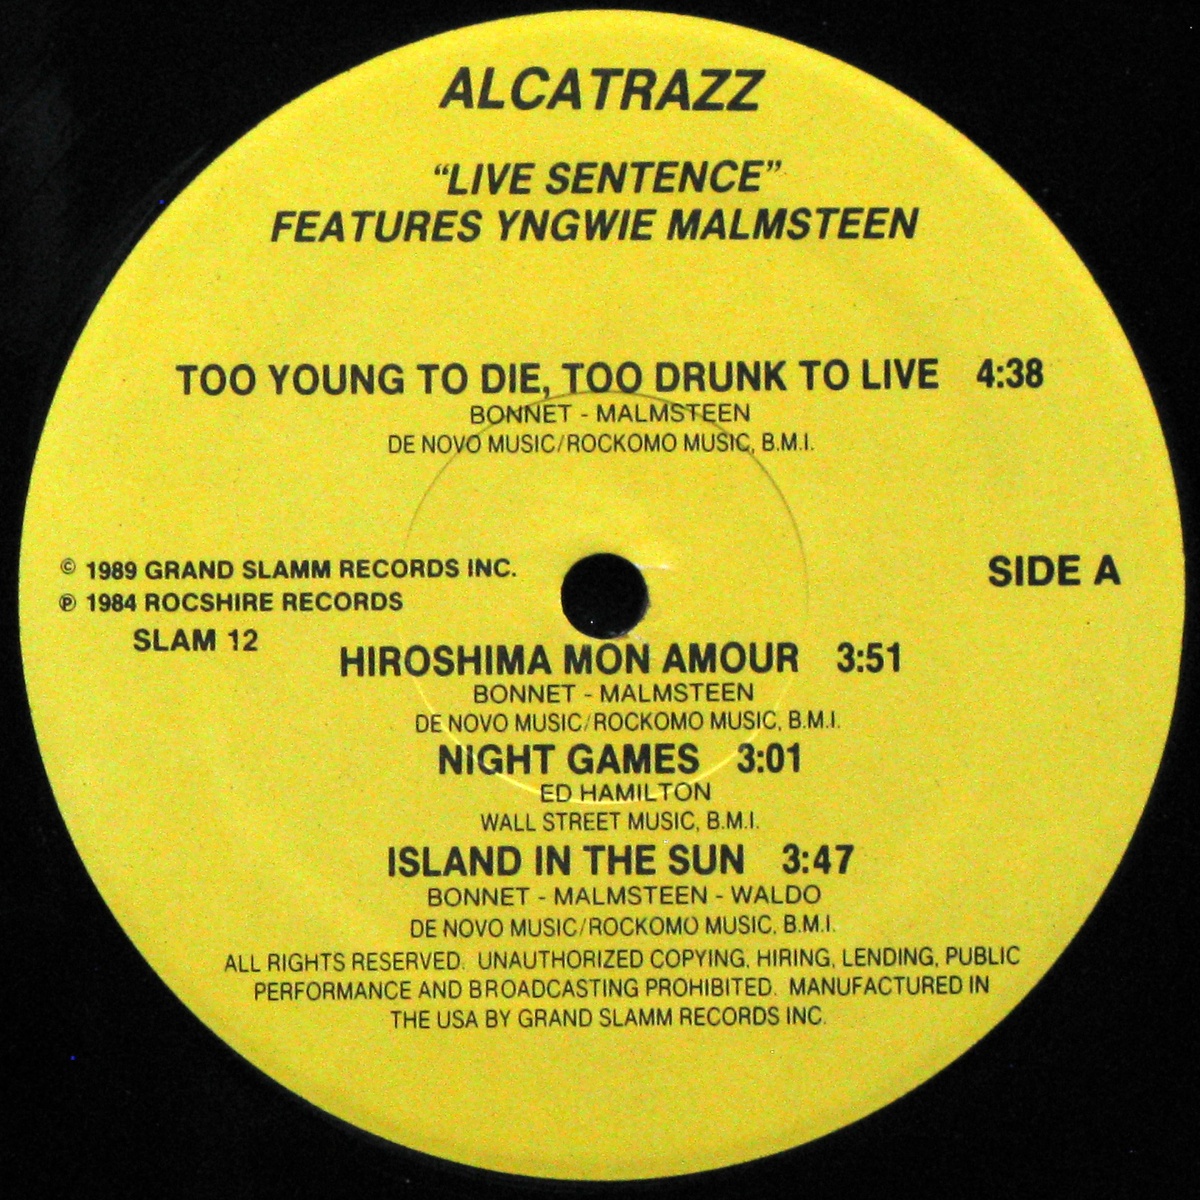 ALCATRAZZ
“LIVE SENTENCE”
FEATURES YNGWIE MALMSTEEN
TOO YOUNG TO DIE, TOO DRUNK TO LIVE 4:38
BONNET - MALMSTEEN
DE NOVO MUSIC/ROCKOMO MUSIC, B.M.I.
© 1989 GRAND SLAMM RECORDS INC.
℗ 1984 ROCSHIRE RECORDS
SLAM 12
SIDE A
HIROSHIMA MON AMOUR 3:51
BONNET - MALMSTEEN
DE NOVO MUSIC/ROCKOMO MUSIC, B.M.I.
NIGHT GAMES 3:01
ED HAMILTON
WALL STREET MUSIC, B.M.I.
ISLAND IN THE SUN 3:47
BONNET - MALMSTEEN - WALDO
DE NOVO MUSIC/ROCKOMO MUSIC, B.M.I.
ALL RIGHTS RESERVED. UNAUTHORIZED COPYING, HIRING, LENDING, PUBLIC
PERFORMANCE AND BROADCASTING PROHIBITED. MANUFACTURED IN
THE USA BY GRAND SLAMM RECORDS INC.